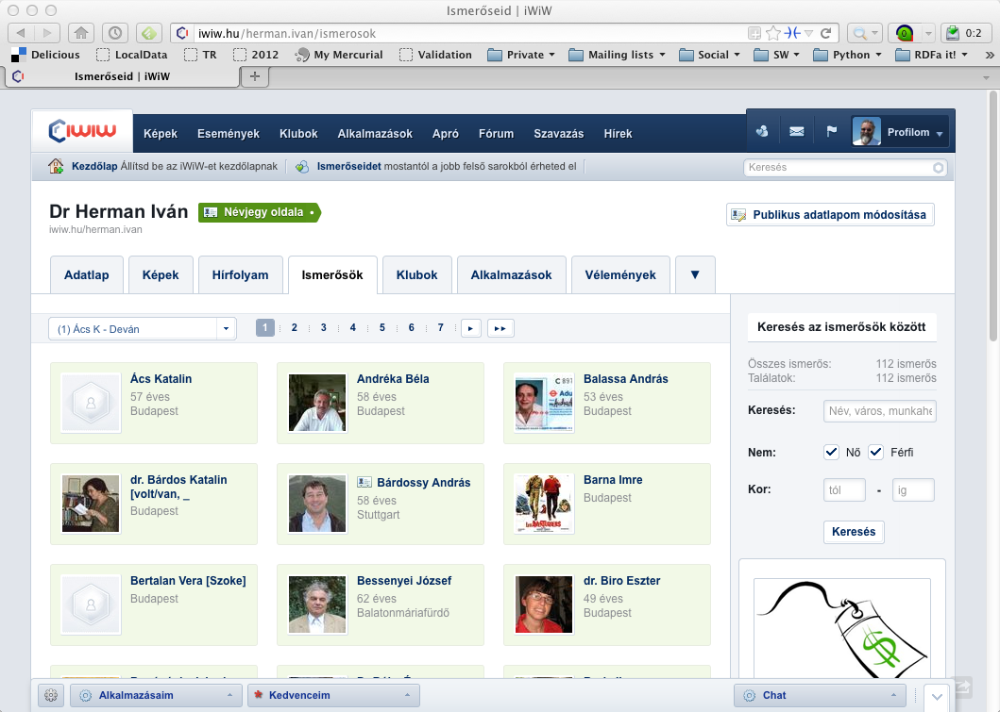 Ismerőseid | iWiW
iwiw.hu/herman.ivan/ismerosok
0:2
Delicious LocalData TR 2012 My Mercurial Validation Private Mailing lists Social SW Python RDFa it! »
Ismerőseid | iWiW
iwiw Képek Események Klubok Alkalmazások Apró Fórum Szavazás Hírek Profilom
Kezdőlap Állítsd be az iWiW-et kezdőlapnak Ismerőseidet mostantól a jobb felső sarokból érheted el Keresés
Dr Herman Iván Névjegy oldala
iwiw.hu/herman.ivan
Publikus adatlapom módosítása
Adatlap Képek Hírfolyam Ismerősök Klubok Alkalmazások Vélemények
(1) Ács K - Deván 1 2 3 4 5 6 7
Ács Katalin
57 éves
Budapest
Andréka Béla
58 éves
Budapest
Balassa András
53 éves
Budapest
dr. Bárdos Katalin
[volt/van, _
Budapest
Bárdossy András
58 éves
Stuttgart
Barna Imre
Budapest
Bertalan Vera [Szoke]
Budapest
Bessenyei József
62 éves
Balatonmáriafürdő
dr. Biro Eszter
49 éves
Budapest
Keresés az ismerősök között
Összes ismerős: 112 ismerős
Találatok: 112 ismerős
Keresés: Név, város, munkahe
Nem: Nő Férfi
Kor: tól - ig
Keresés
$
Alkalmazásaim Kedvenceim Chat